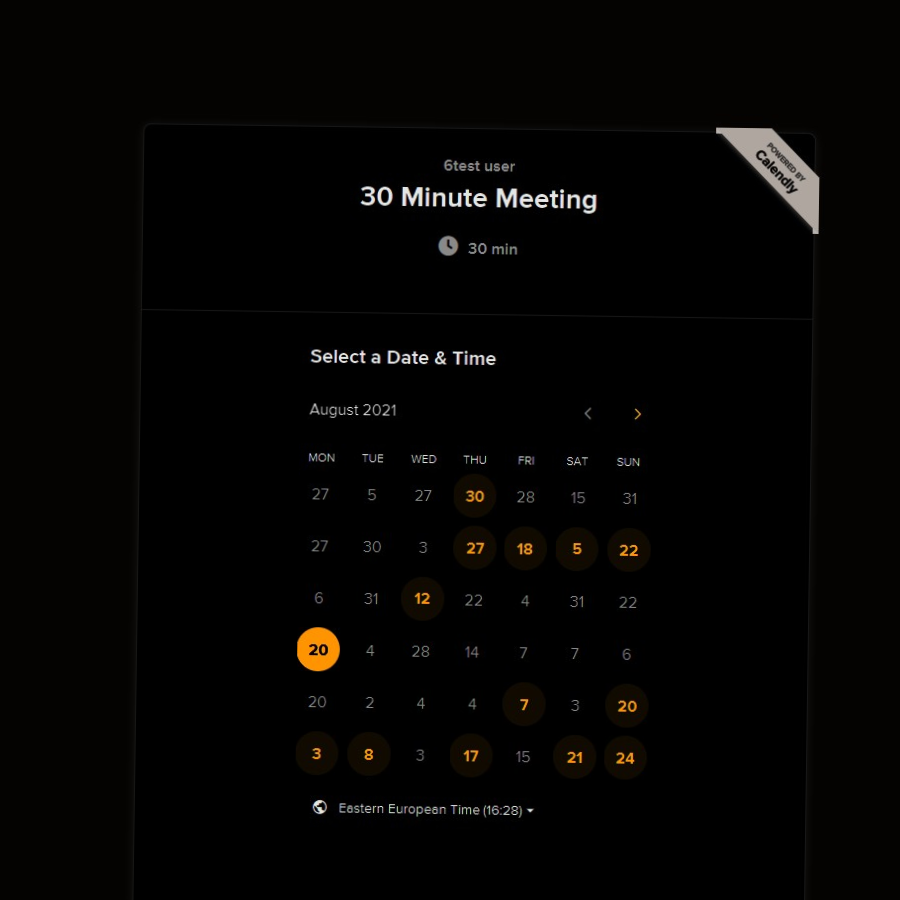 POWERED BY
Calendly
6test user
30 Minute Meeting
30 min
Select a Date & Time
August 2021
MON TUE WED THU FRI SAT SUN
27 5 27 30 28 15 31
27 30 3 27 18 5 22
6 31 12 22 4 31 22
20 4 28 14 7 7 6
20 2 4 4 7 3 20
3 8 3 17 15 21 24
Eastern European Time (16:28)